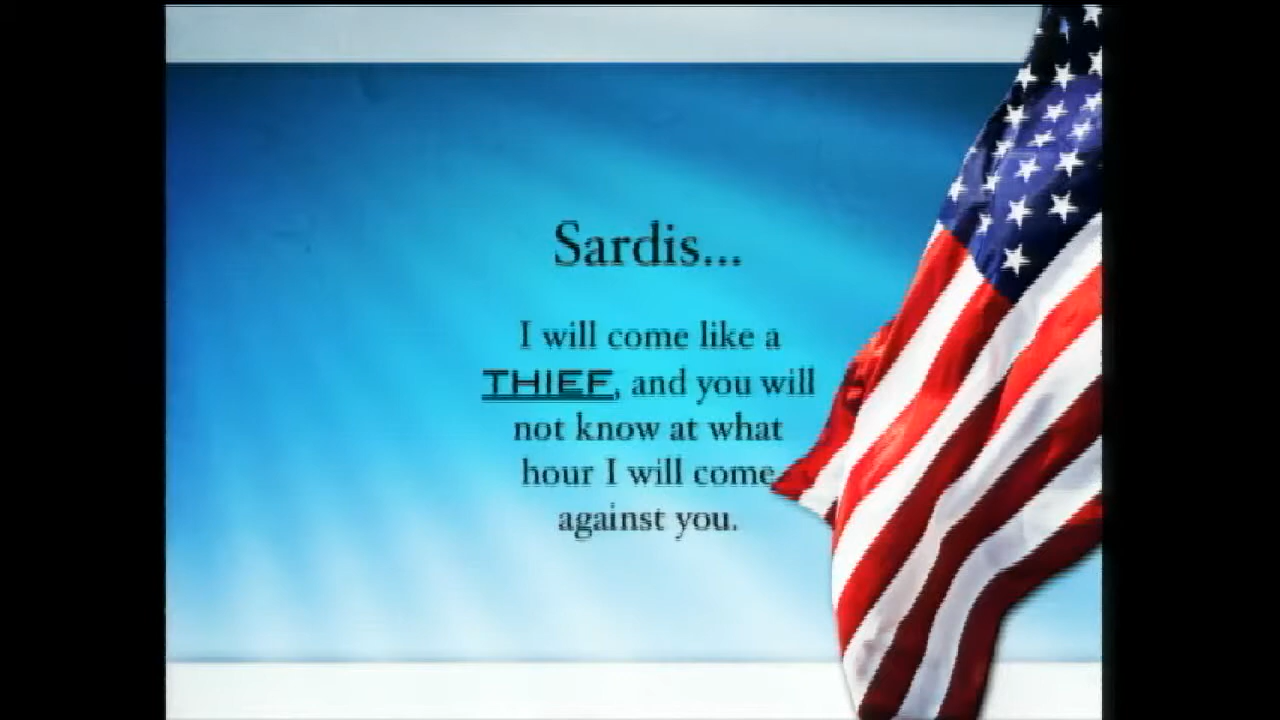 Sardis...
I will come like a
THIEF, and you will
not know at what
hour I will come
against you.